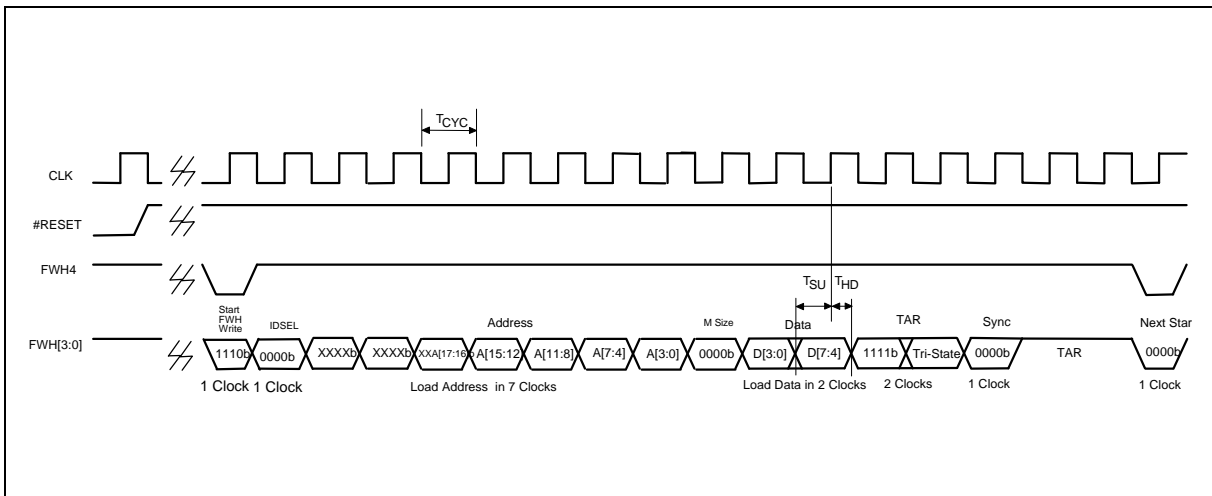 TCYC
CLK
#RESET
FWH4
TSU THD
Start
FWH
Write
IDSEL
Address
M Size
Data
TAR
Sync
Next Star
FWH[3:0]
1110b 0000b XXXXb XXXXb XXA[17:16]b A[15:12 A[11:8] A[7:4] A[3:0] 0000b D[3:0] D[7:4] 1111b Tri-State 0000b TAR 0000b
1 Clock 1 Clock Load Address in 7 Clocks Load Data in 2 Clocks 2 Clocks 1 Clock 1 Clock